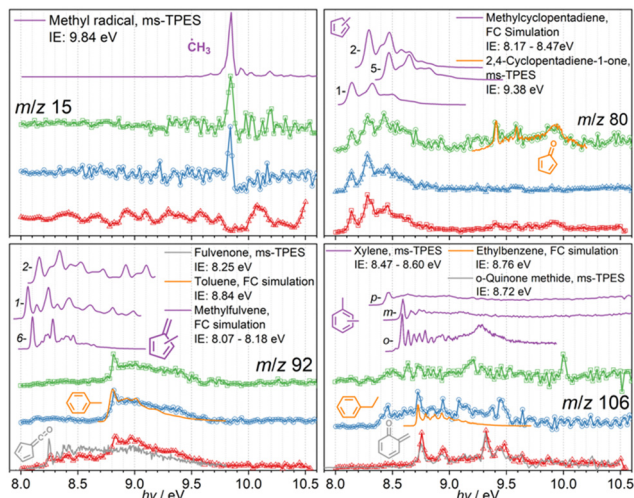 Methyl radical, ms-TPES
IE: 9.84 eV
ĊH3
m/z 15
Methylcyclopentadiene,
FC Simulation
IE: 8.17 - 8.47eV
2,4-Cyclopentadiene-1-one,
ms-TPES
IE: 9.38 eV
2-
5-
1-
m/z 80
O
Fulvenone, ms-TPES
IE: 8.25 eV
Toluene, FC simulation
IE: 8.84 eV
Methylfulvene,
FC simulation
IE: 8.07 - 8.18 eV
2-
1-
6-
m/z 92
C=O
8.0 8.5 9.0 9.5 10.0 10.5
hv / eV
Xylene, ms-TPES
IE: 8.47 - 8.60 eV
Ethylbenzene, FC simulation
IE: 8.76 eV
o-Quinone methide, ms-TPES
IE: 8.72 eV
p-
m-
o-
m/z 106
O
8.0 8.5 9.0 9.5 10.0 10.5
hv / eV